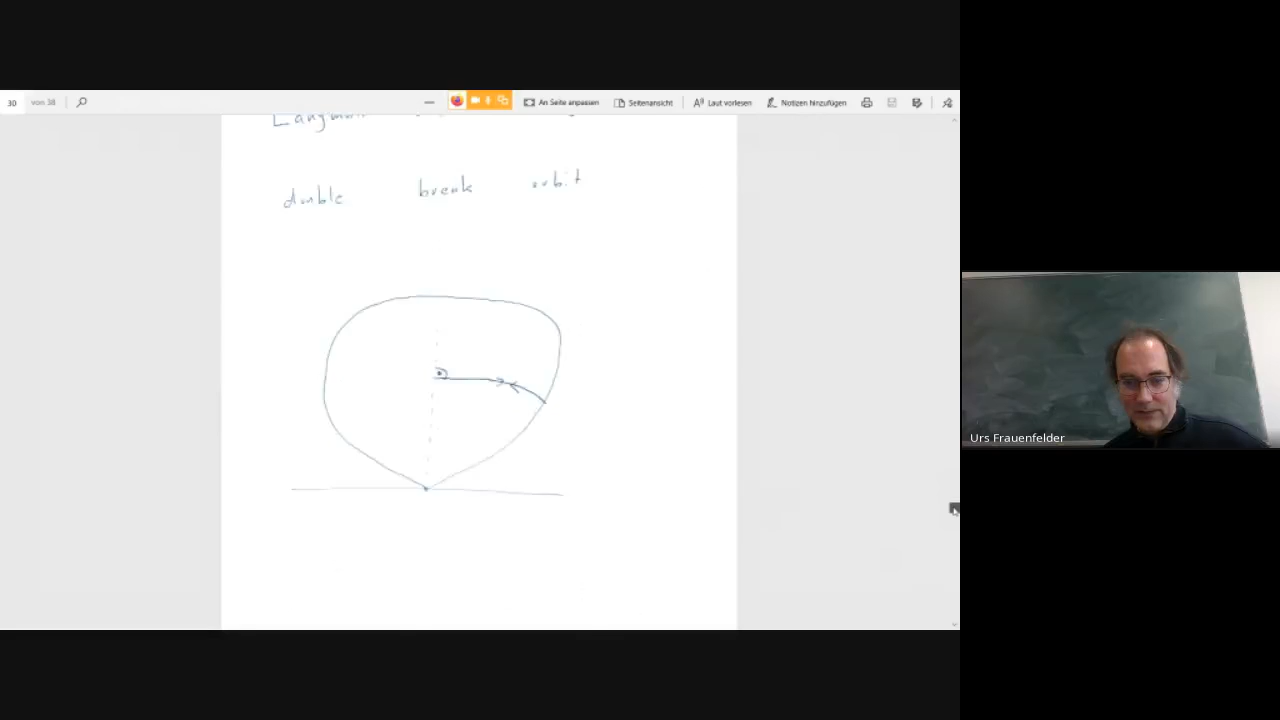 30 von 38 An Seite anpassen Seitenansicht Laut vorlesen Notizen hinzufügen
double break orbit
Urs Frauenfelder